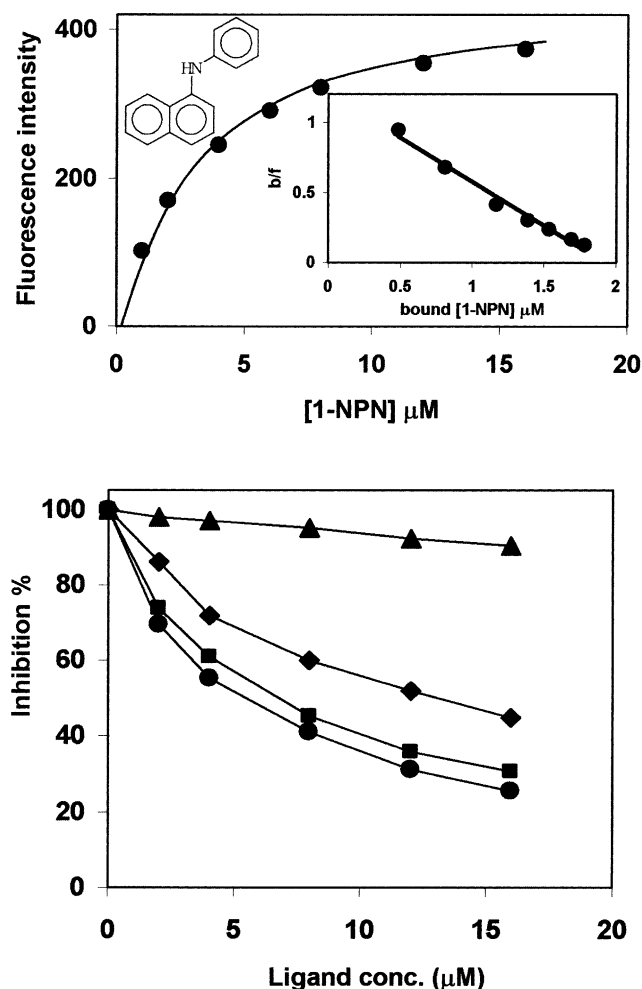 400
200
0
Fluorescence intensity
HN
1
0.5
0
b/f
0 0.5 1 1.5 2
bound [1-NPN] μM
0 5 10 15 20
[1-NPN] μM
100
80
60
40
20
0
Inhibition %
0 5 10 15 20
Ligand conc. (μM)